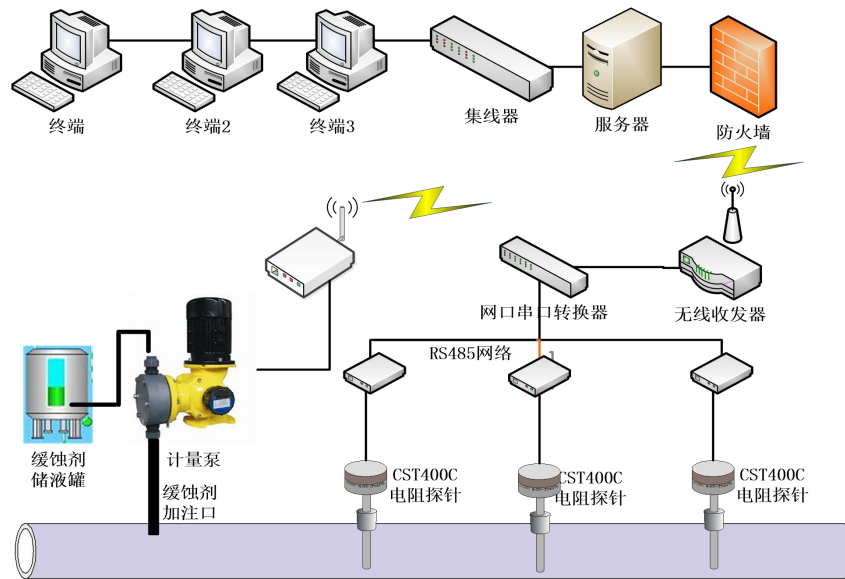 终端
终端2
终端3
集线器
服务器
防火墙
网口串口转换器
无线收发器
RS485网络
缓蚀剂
储液罐
计量泵
缓蚀剂
加注口
CST400C
电阻探针
CST400C
电阻探针
CST400C
电阻探针